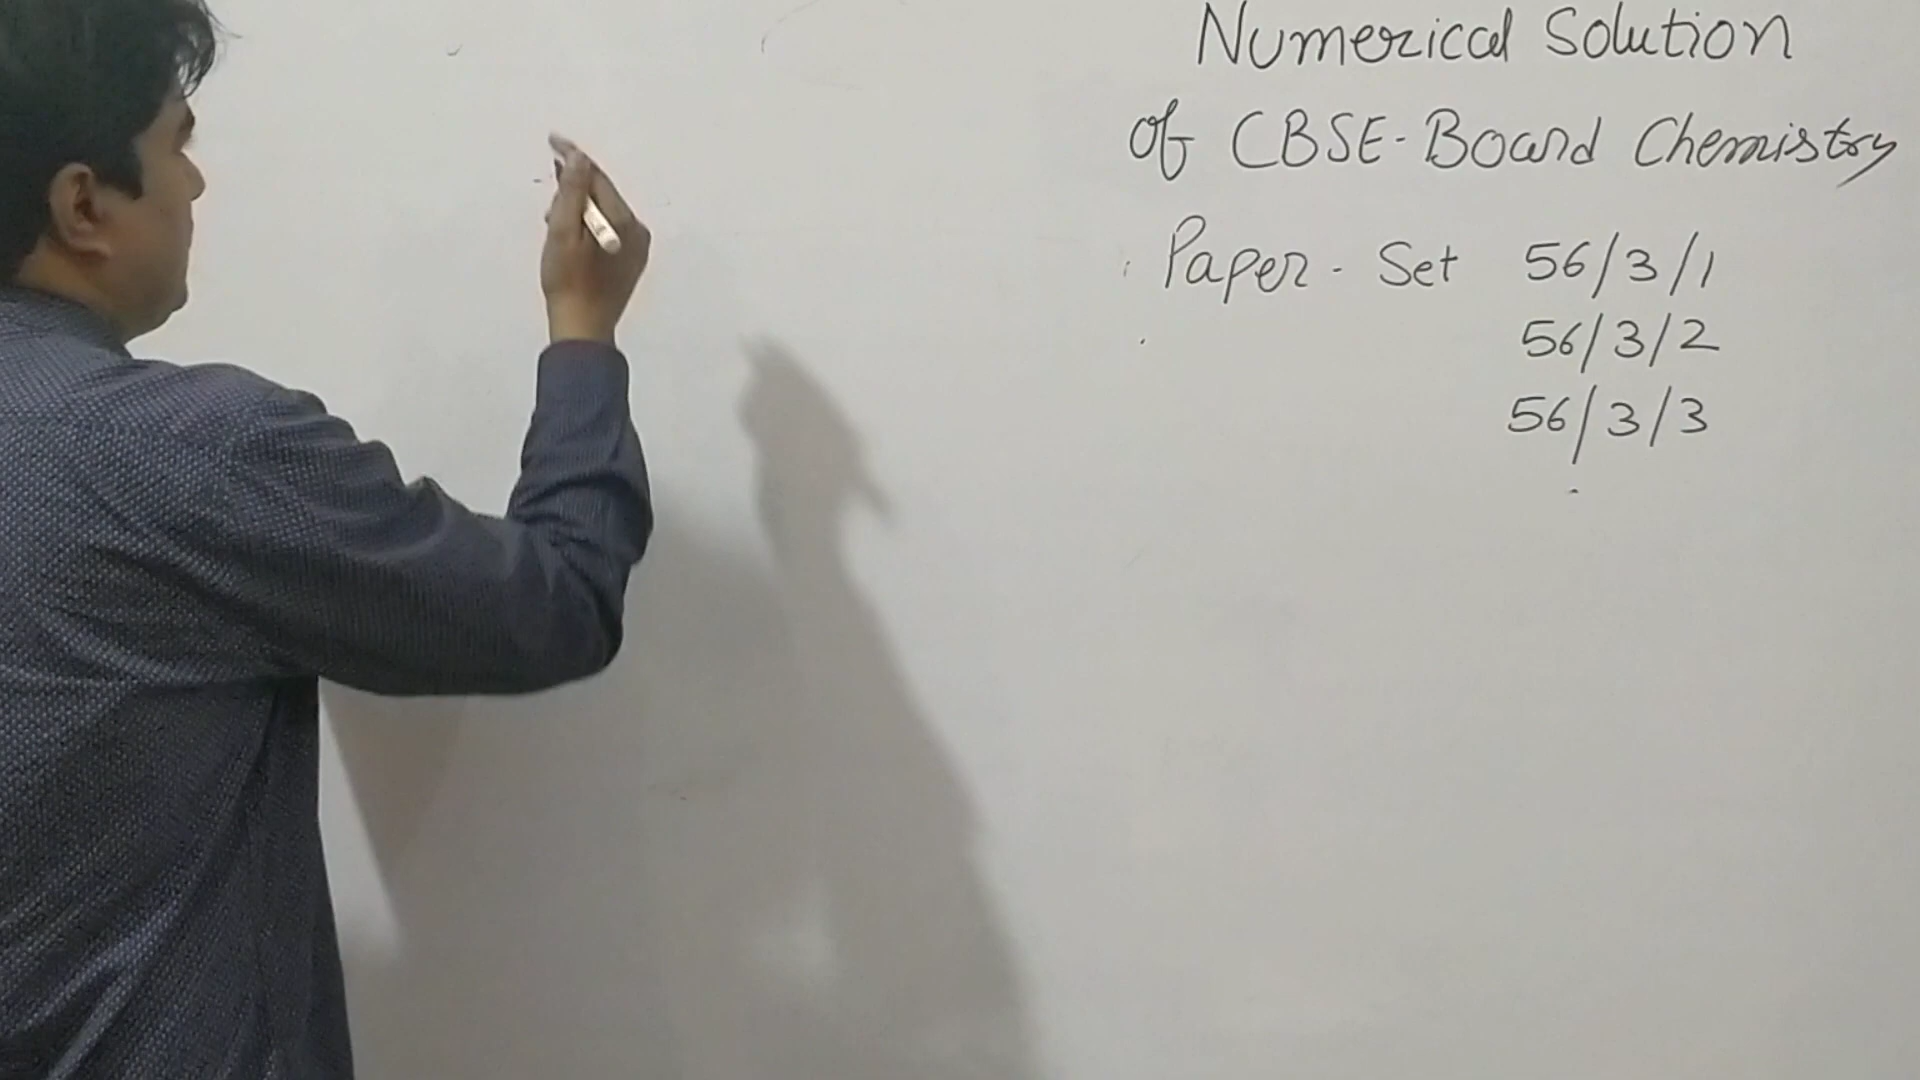 Numerical Solution
of CBSE-Board Chemistry
Paper - Set 56/3/1
56/3/2
56/3/3